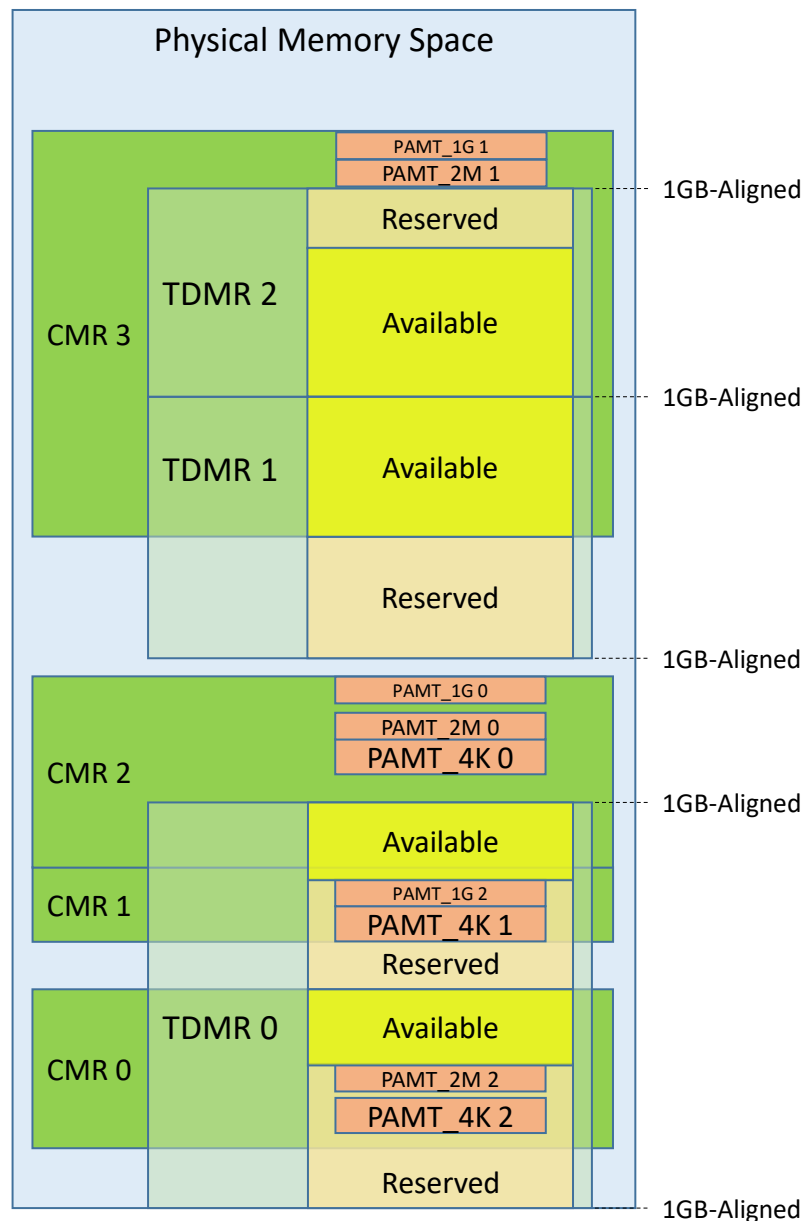 Physical Memory Space
PAMT_1G 1
PAMT_2M 1
1GB-Aligned
Reserved
TDMR 2
Available
CMR 3
1GB-Aligned
TDMR 1
Available
Reserved
1GB-Aligned
PAMT_1G 0
PAMT_2M 0
PAMT_4K 0
CMR 2
1GB-Aligned
Available
PAMT_1G 2
CMR 1
PAMT_4K 1
Reserved
TDMR 0
Available
CMR 0
PAMT_2M 2
PAMT_4K 2
Reserved
1GB-Aligned